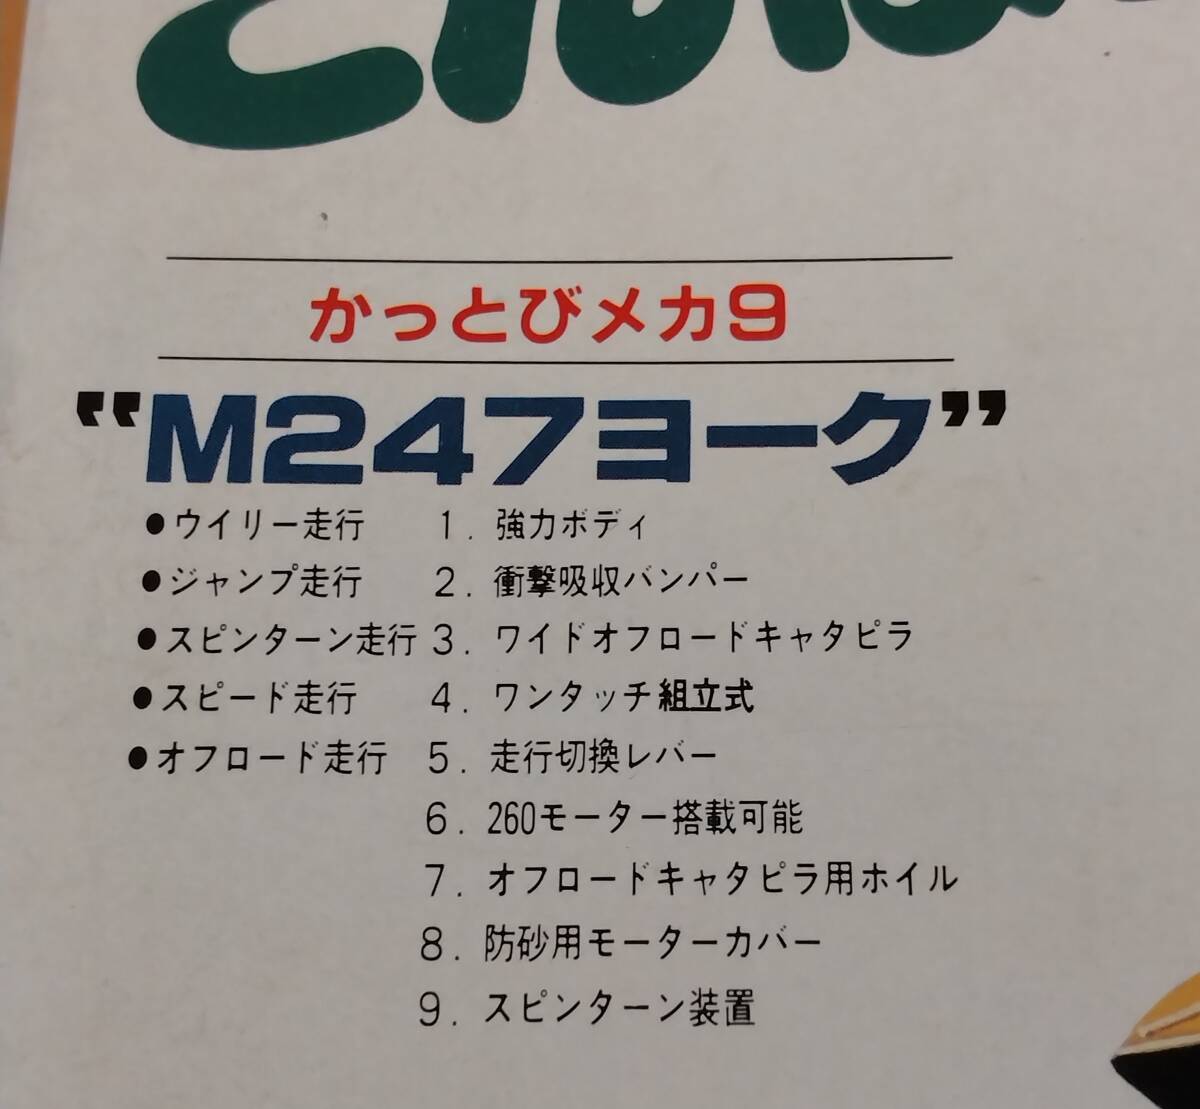 かっとびメカ9
“M247ヨーク”
●ウイリー走行
●ジャンプ走行
●スピンターン走行
●スピード走行
●オフロード走行
1. 強力ボディ
2. 衝撃吸収バンパー
3. ワイドオフロードキャタピラ
4. ワンタッチ組立式
5. 走行切換レバー
6. 260モーター搭載可能
7. オフロードキャタピラ用ホイル
8. 防砂用モーターカバー
9. スピンターン装置